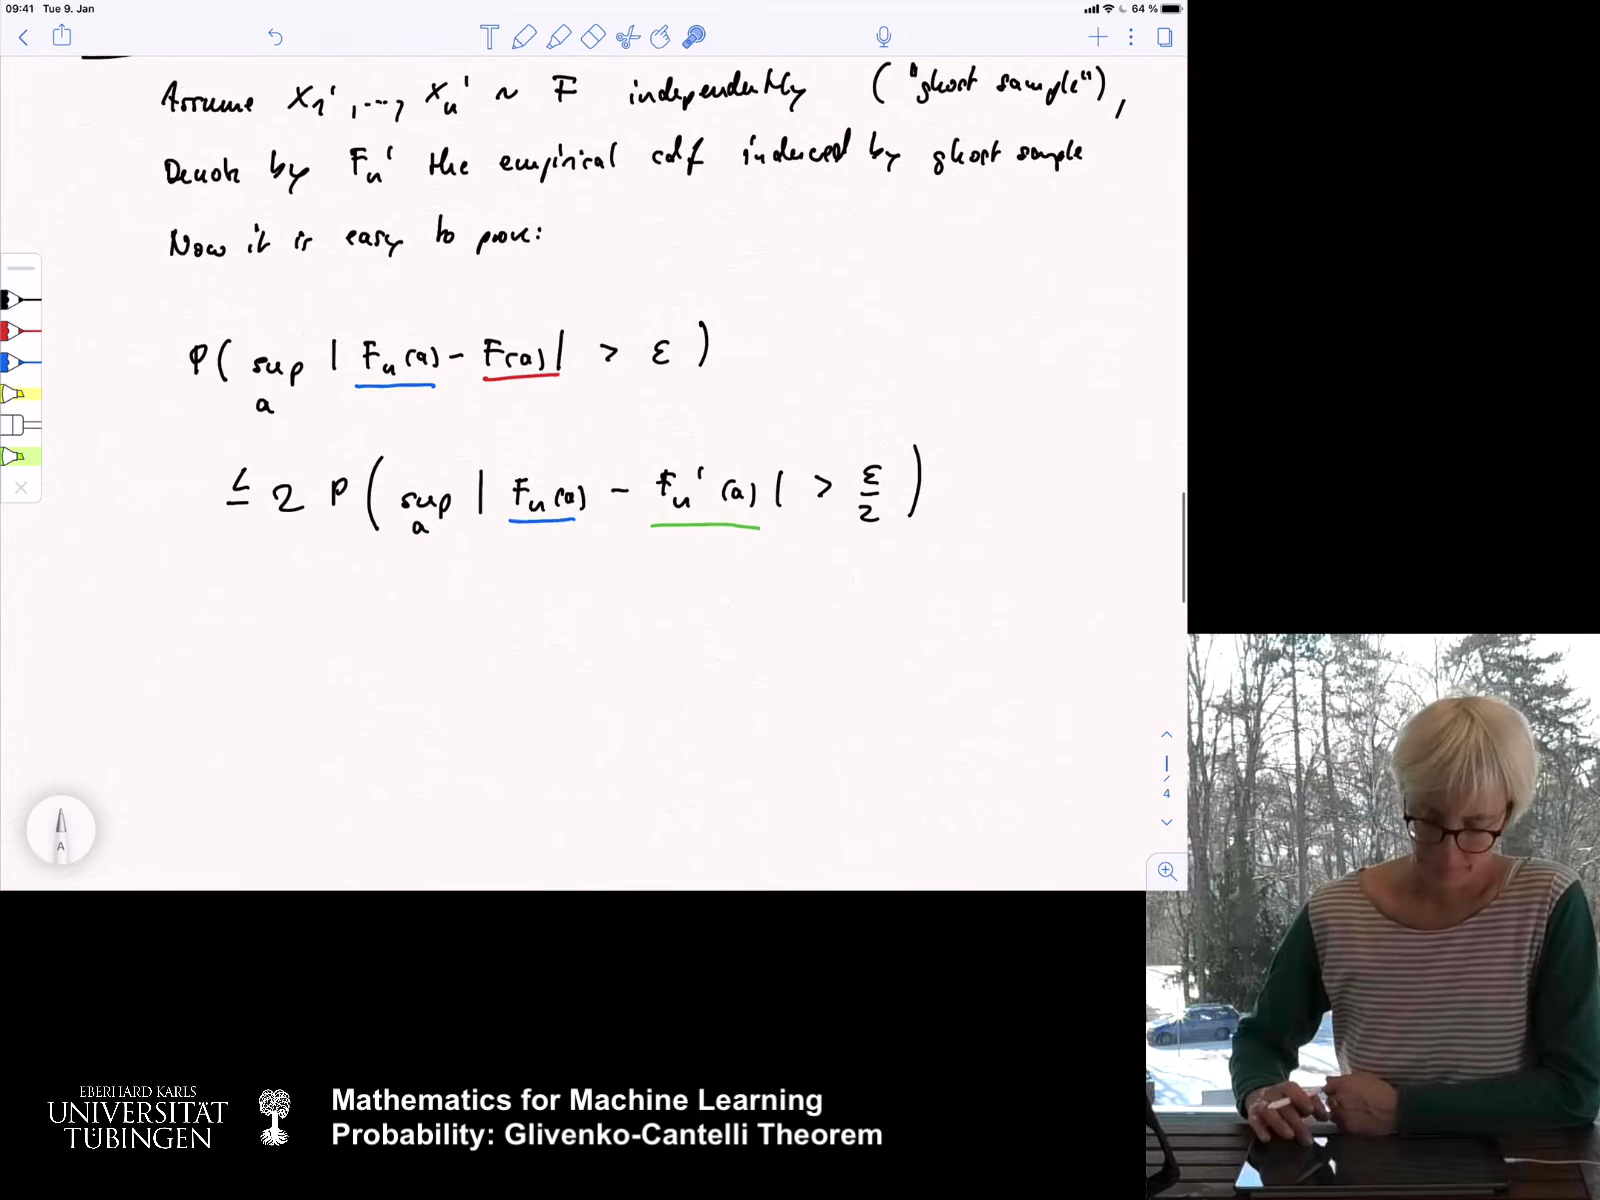 09:41 Tue 9. Jan 64 %
Assume X₁', ..., Xₙ' ~ F independently ("ghost sample"),
Denote by Fₙ' the empirical cdf induced by ghost sample
Now it is easy to prove:
P( sup | Fₙ(a) - F(a) | > ε )
a
≤ 2 P ( sup | Fₙ(a) - Fₙ'(a) | > ε/2 )
a
1
/
4
A
EBERHARD KARLS
UNIVERSITÄT
TÜBINGEN
Mathematics for Machine Learning
Probability: Glivenko-Cantelli Theorem